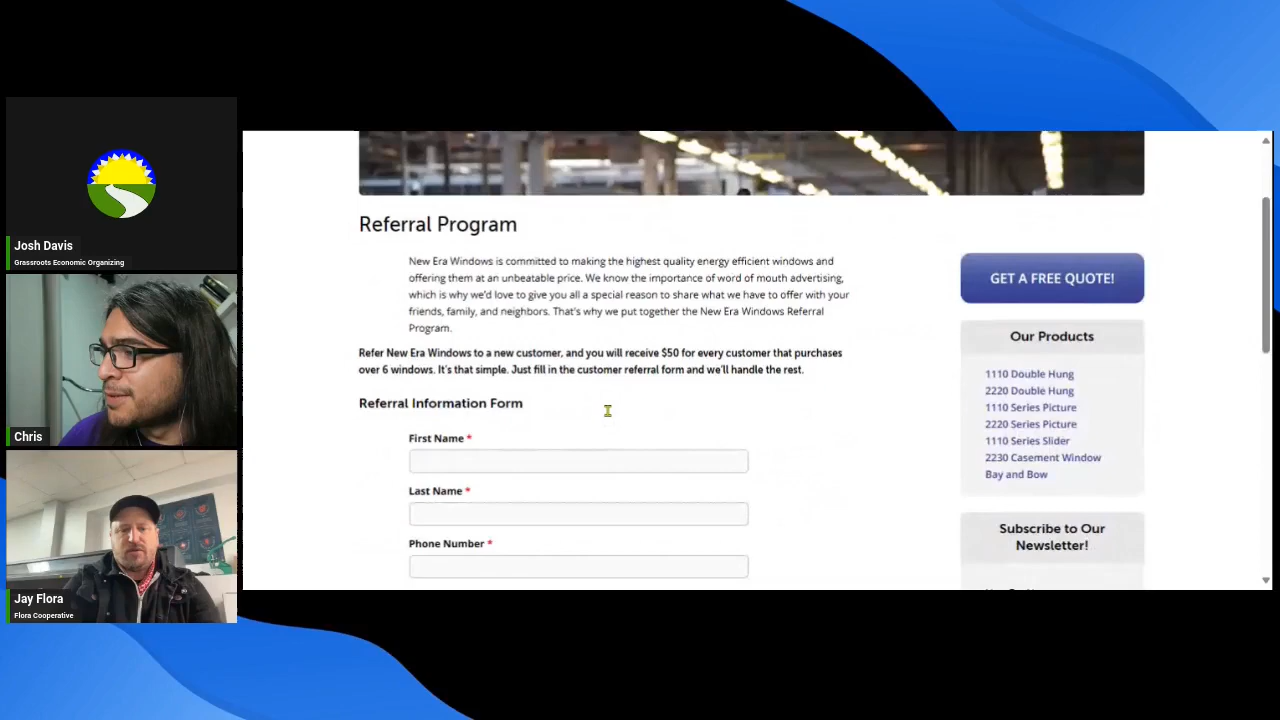 Josh Davis
Grassroots Economic Organizing
Chris
Jay Flora
Flora Cooperative
Referral Program
New Era Windows is committed to making the highest quality energy efficient windows and
offering them at an unbeatable price. We know the importance of word of mouth advertising,
which is why we'd love to give you all a special reason to share what we have to offer with your
friends, family, and neighbors. That's why we put together the New Era Windows Referral
Program.
Refer New Era Windows to a new customer, and you will receive $50 for every customer that purchases
over 6 windows. It's that simple. Just fill in the customer referral form and we'll handle the rest.
Referral Information Form
First Name *
Last Name *
Phone Number *
GET A FREE QUOTE!
Our Products
1110 Double Hung
2220 Double Hung
1110 Series Picture
2220 Series Picture
1110 Series Slider
2230 Casement Window
Bay and Bow
Subscribe to Our
Newsletter!